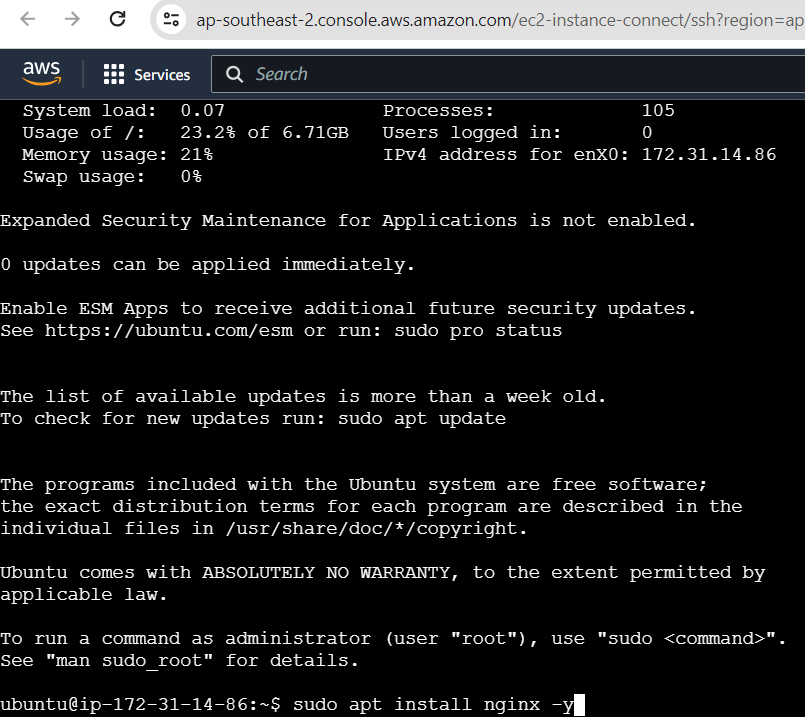 ap-southeast-2.console.aws.amazon.com/ec2-instance-connect/ssh?region=ap
aws Services Search
System load: 0.07 Processes: 105
Usage of /: 23.2% of 6.71GB Users logged in: 0
Memory usage: 21% IPv4 address for enX0: 172.31.14.86
Swap usage: 0%
Expanded Security Maintenance for Applications is not enabled.
0 updates can be applied immediately.
Enable ESM Apps to receive additional future security updates.
See https://ubuntu.com/esm or run: sudo pro status
The list of available updates is more than a week old.
To check for new updates run: sudo apt update
The programs included with the Ubuntu system are free software;
the exact distribution terms for each program are described in the
individual files in /usr/share/doc/*/copyright.
Ubuntu comes with ABSOLUTELY NO WARRANTY, to the extent permitted by
applicable law.
To run a command as administrator (user "root"), use "sudo <command>".
See "man sudo_root" for details.
ubuntu@ip-172-31-14-86:~$ sudo apt install nginx -y